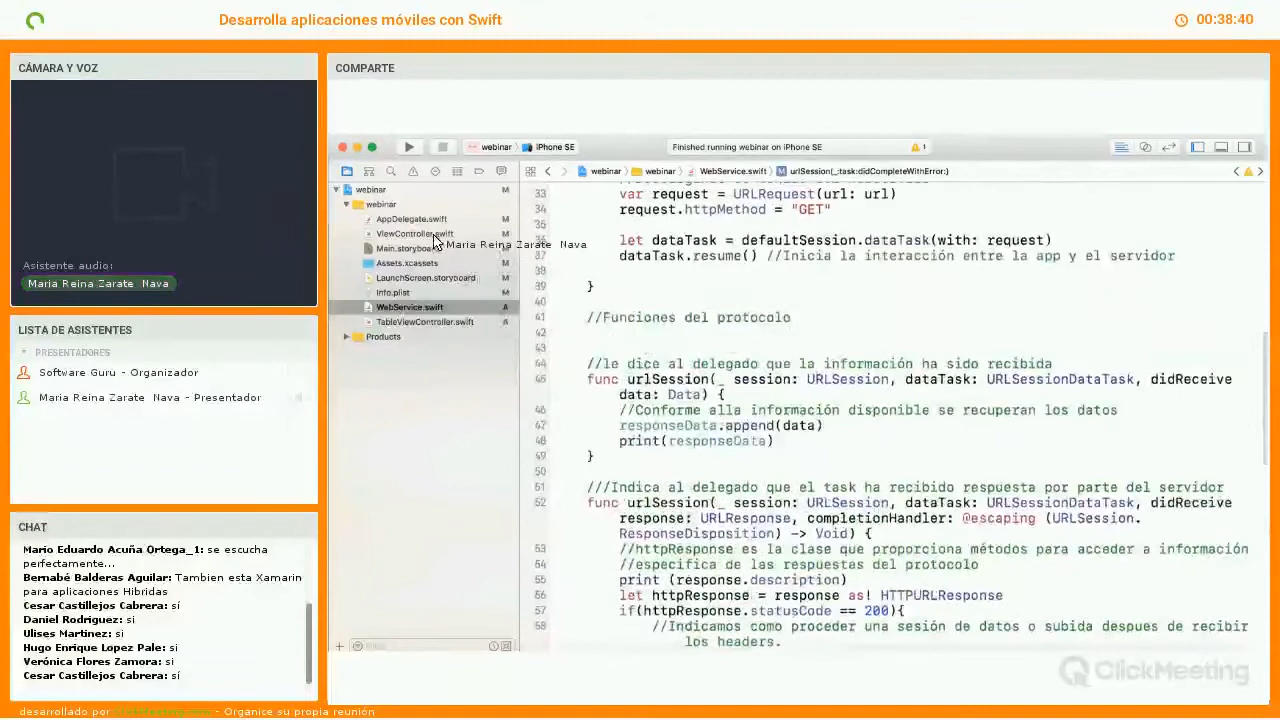 Desarrolla aplicaciones móviles con Swift
00:38:40
CÁMARA Y VOZ
Asistente audio:
Maria Reina Zarate Nava
LISTA DE ASISTENTES
PRESENTADORES
Software Guru - Organizador
Maria Reina Zarate Nava - Presentador
CHAT
Mario Eduardo Acuña Ortega_1: se escucha
perfectamente...
Bernabé Balderas Aguilar: Tambien esta Xamarin
para aplicaciones Hibridas
Cesar Castillejos Cabrera: sí
Daniel Rodríguez: si
Ulises Martinez: si
Hugo Enrique Lopez Pale: si
Verónica Flores Zamora: si
Cesar Castillejos Cabrera: sí
desarrollado por
- Organice su propia reunión
COMPARTE
webinar
iPhone SE
Finished running webinar on iPhone SE
1
webinar
webinar
WebService.swift
M urlSession(_:task:didCompleteWithError:)
webinar M
webinar
AppDelegate.swift M
ViewController.swift M
Main.storyboard M
Maria Reina Zarate Nava
Assets.xcassets M
LaunchScreen.storyboard M
Info.plist M
WebService.swift A
TableViewController.swift A
Products
33 var request = URLRequest(url: url)
34 request.httpMethod = "GET"
35
36 let dataTask = defaultSession.dataTask(with: request)
37 dataTask.resume() //Inicia la interacción entre la app y el servidor
38
39 }
40
41 //Funciones del protocolo
42
43
44 //le dice al delegado que la información ha sido recibida
45 func urlSession(_ session: URLSession, dataTask: URLSessionDataTask, didReceive
data: Data) {
46 //Conforme alla información disponible se recuperan los datos
47 responseData.append(data)
48 print(responseData)
49 }
50
51 ///Indica al delegado que el task ha recibido respuesta por parte del servidor
52 func urlSession(_ session: URLSession, dataTask: URLSessionDataTask, didReceive
response: URLResponse, completionHandler: @escaping (URLSession.
ResponseDisposition) -> Void) {
53 //httpResponse es la clase que proporciona métodos para acceder a información
54 //especifica de las respuestas del protocolo
55 print (response.description)
56 let httpResponse = response as! HTTPURLResponse
57 if(httpResponse.statusCode == 200){
58 //Indicamos como proceder una sesión de datos o subida despues de recibir
los headers.
ClickMeeting